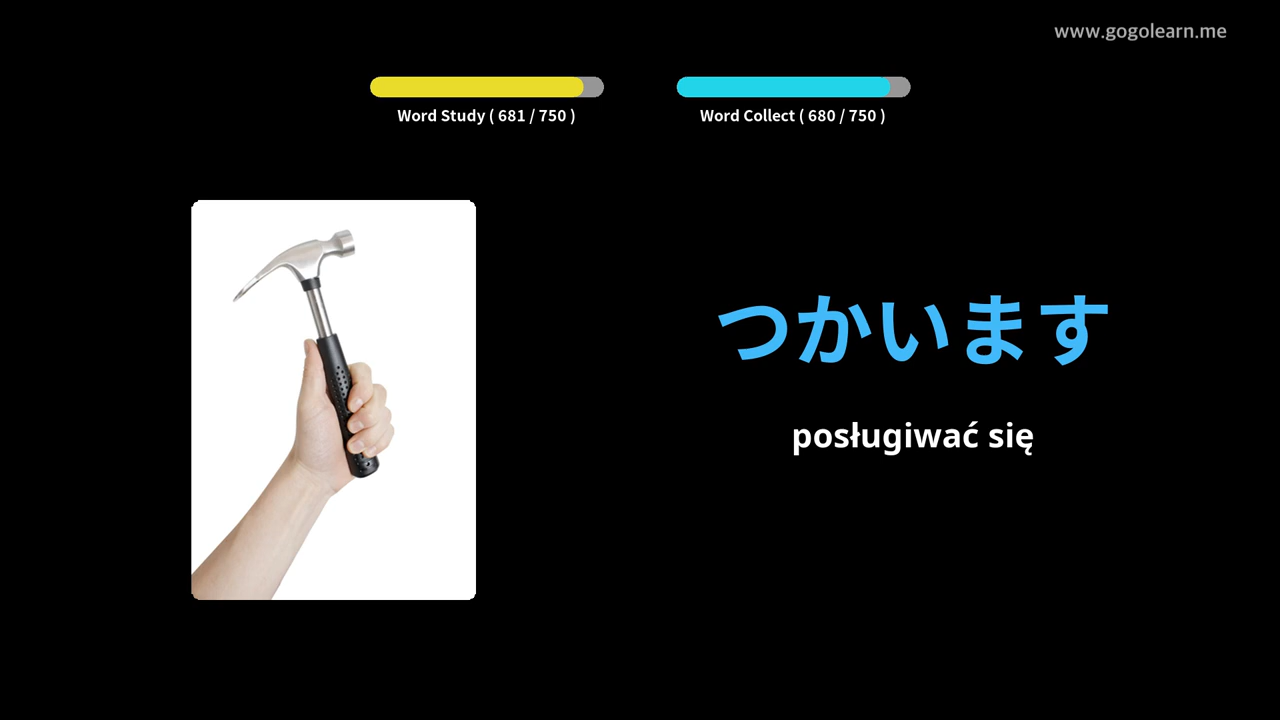 www.gogolearn.me
Word Study ( 681 / 750 )
Word Collect ( 680 / 750 )
つかいます
posługiwać się